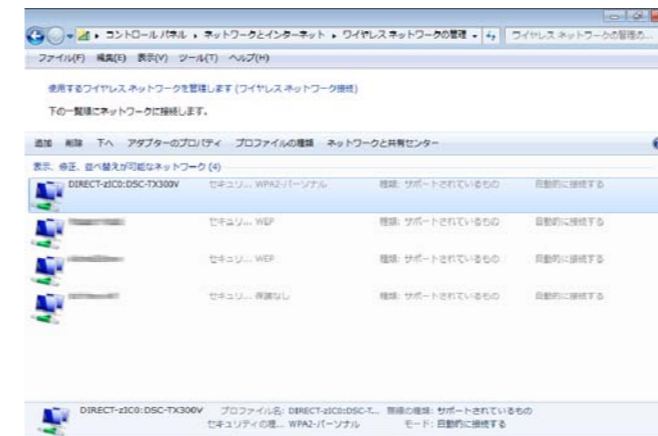 コントロール パネル ▸ ネットワークとインターネット ▸ ワイヤレス ネットワークの管理
ワイヤレス ネットワークの管理の...
ファイル(F) 編集(E) 表示(V) ツール(T) ヘルプ(H)
使用するワイヤレス ネットワークを管理します (ワイヤレス ネットワーク接続)
下の一覧順にネットワークに接続します。
追加 削除 下へ アダプターのプロパティ プロファイルの種類 ネットワークと共有センター
表示、修正、並べ替えが可能なネットワーク (4)
DIRECT-zIC0:DSC-TX300V セキュリ... WPA2-パーソナル 種類: サポートされているもの 自動的に接続する
セキュリ... WEP 種類: サポートされているもの 自動的に接続する
セキュリ... WEP 種類: サポートされているもの 自動的に接続する
セキュリ... 保護なし 種類: サポートされているもの 自動的に接続する
DIRECT-zIC0:DSC-TX300V プロファイル名: DIRECT-zIC0:DSC-T... 無線の種類: サポートされているもの
セキュリティの種... WPA2-パーソナル モード: 自動的に接続する